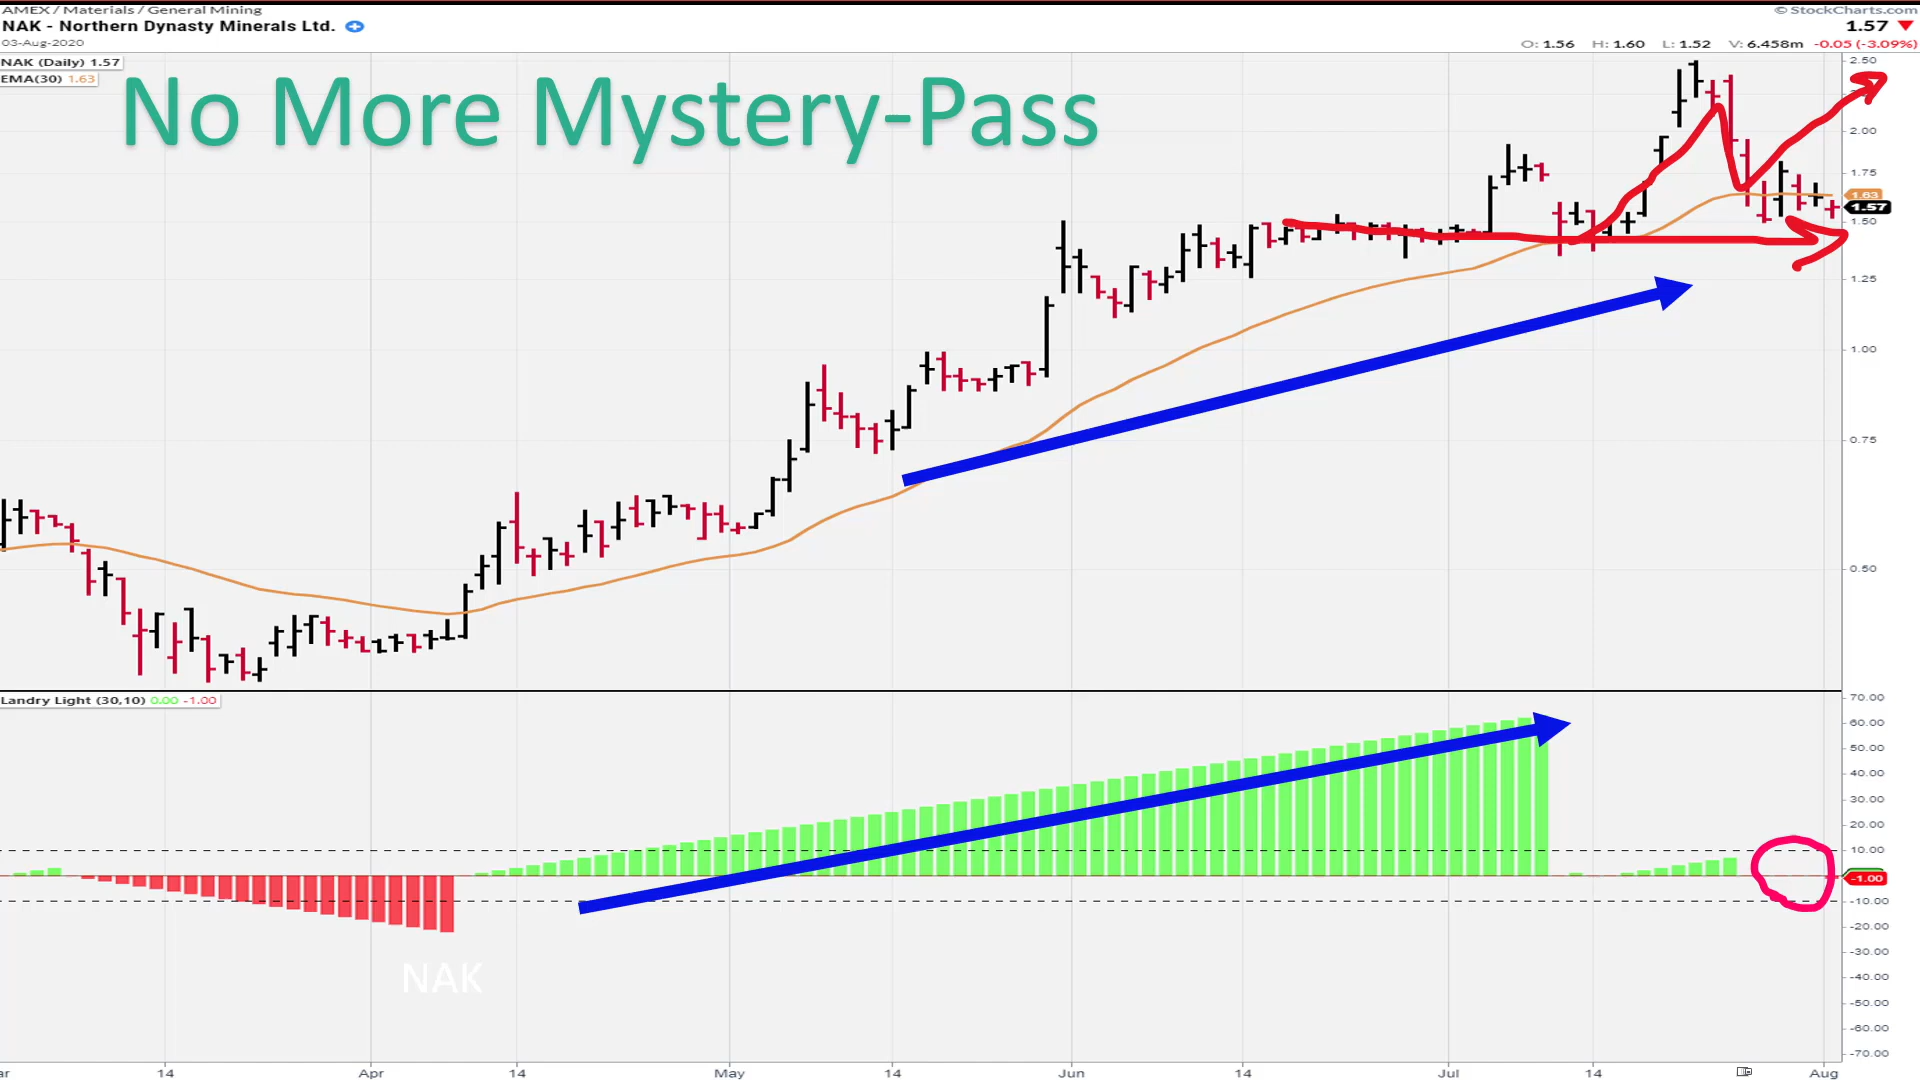 AMEX / Materials / General Mining
© StockCharts.com
NAK - Northern Dynasty Minerals Ltd.
1.57
03-Aug-2020
O: 1.56 H: 1.60 L: 1.52 V: 6.458m -0.05 (-3.09%)
NAK (Daily) 1.57
EMA(30) 1.63
No More Mystery-Pass
2.50
2.00
1.75
1.63
1.57
1.50
1.25
1.00
0.75
0.50
Landry Light (30,10) 0.00 -1.00
70.00
60.00
50.00
40.00
30.00
20.00
10.00
-1.00
-10.00
-20.00
-30.00
-40.00
-50.00
-60.00
-70.00
NAK
14 Apr 14 May 14 Jun 14 Jul 14 Aug